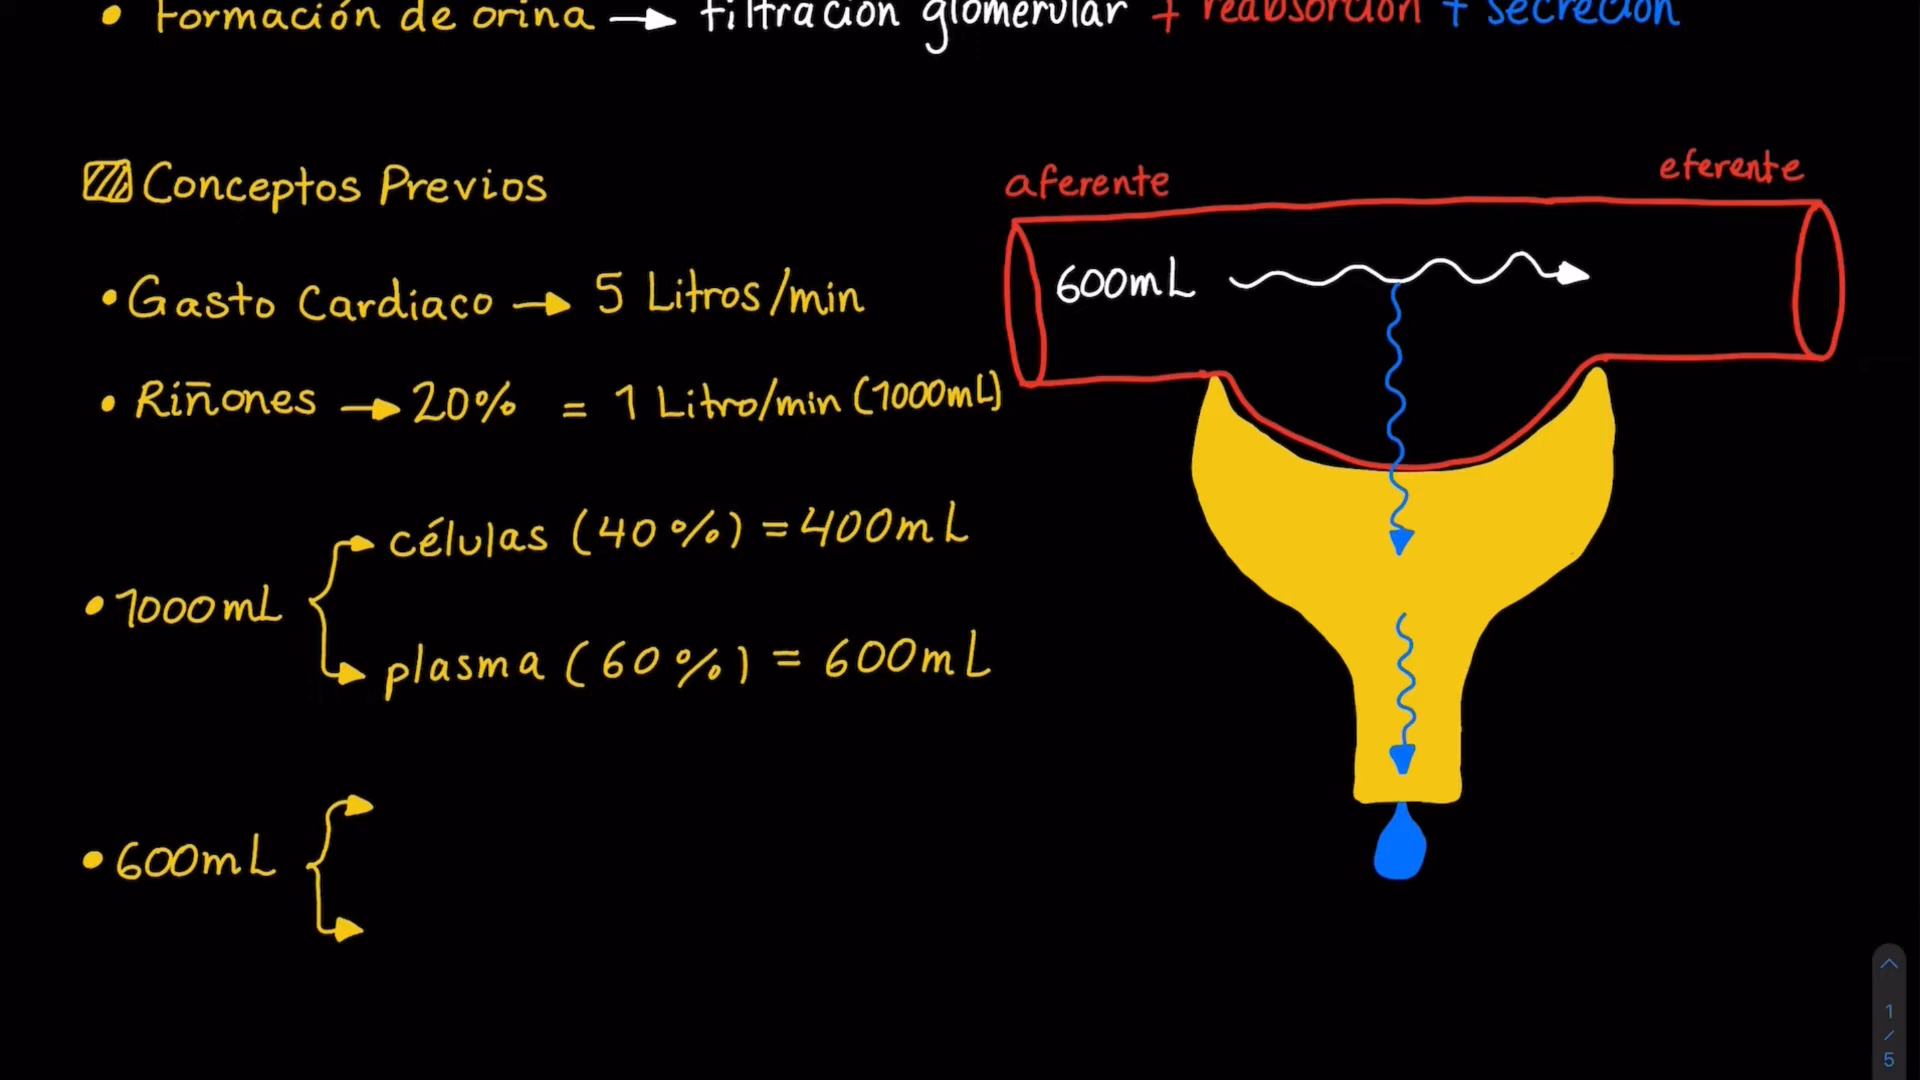 • Formación de orina → filtración glomerular + reabsorción + secreción
Conceptos Previos
• Gasto Cardiaco → 5 Litros/min
• Riñones → 20% = 1 Litro/min (1000mL)
• 1000mL
células (40%) = 400mL
plasma (60%) = 600mL
• 600mL
aferente
eferente
600mL
1
/
5